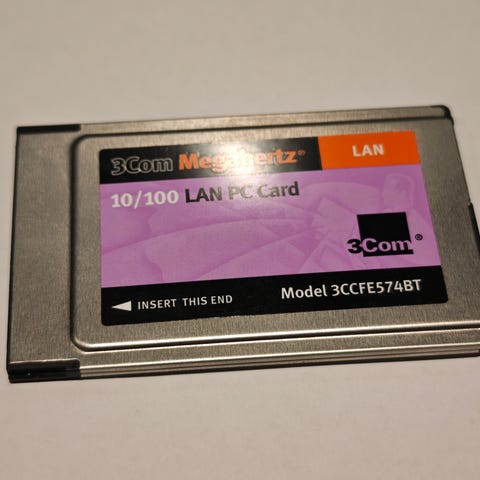 3Com Megahertz®
LAN
10/100 LAN PC Card
3Com®
◄ INSERT THIS END
Model 3CCFE574BT